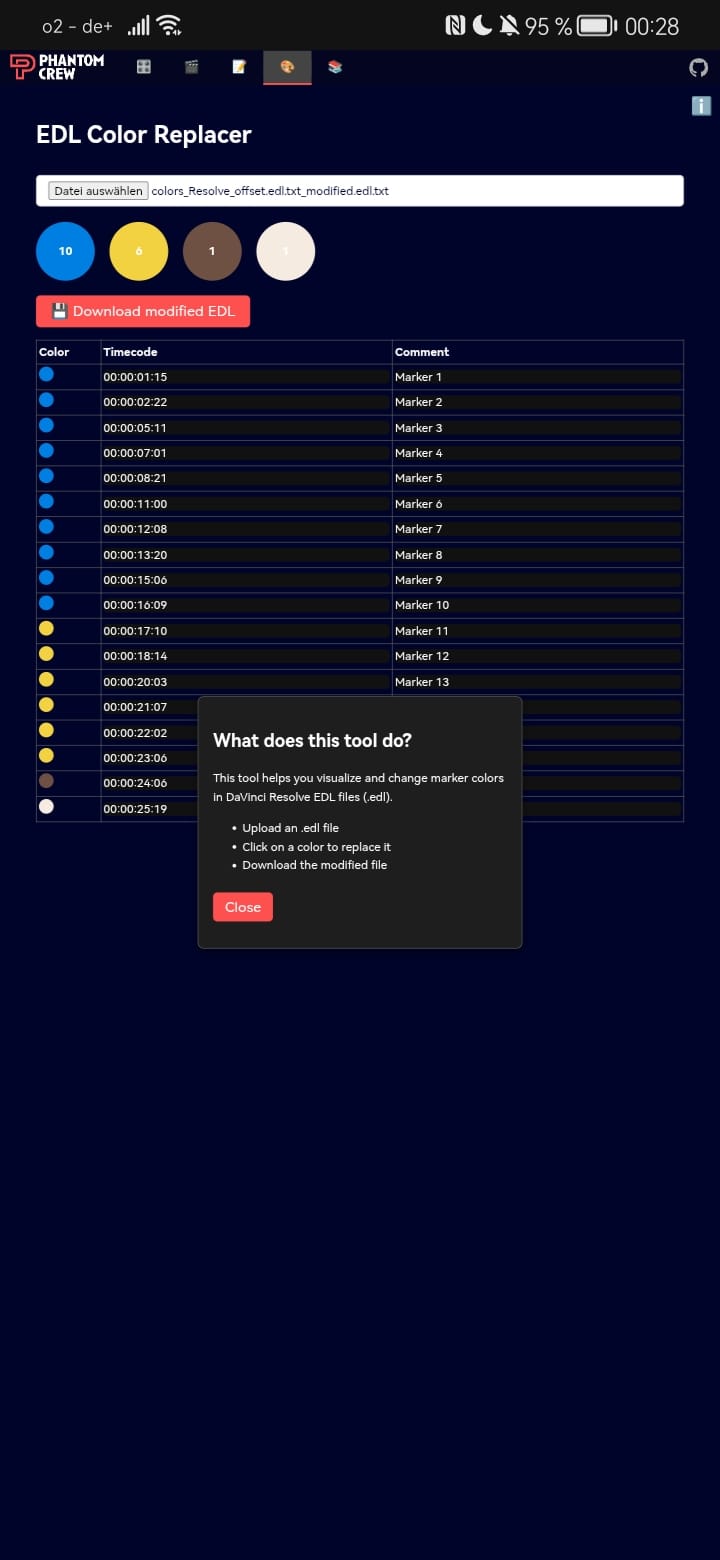 o2 – de+ 95 % 00:28
PHANTOM
CREW
EDL Color Replacer
Datei auswählen colors_Resolve_offset.edl.txt_modified.edl.txt
10 6 1 1
Download modified EDL
Color Timecode Comment
00:00:01:15 Marker 1
00:00:02:22 Marker 2
00:00:05:11 Marker 3
00:00:07:01 Marker 4
00:00:08:21 Marker 5
00:00:11:00 Marker 6
00:00:12:08 Marker 7
00:00:13:20 Marker 8
00:00:15:06 Marker 9
00:00:16:09 Marker 10
00:00:17:10 Marker 11
00:00:18:14 Marker 12
00:00:20:03 Marker 13
00:00:21:07
00:00:22:02
00:00:23:06
00:00:24:06
00:00:25:19
What does this tool do?
This tool helps you visualize and change marker colors
in DaVinci Resolve EDL files (.edl).
• Upload an .edl file
• Click on a color to replace it
• Download the modified file
Close